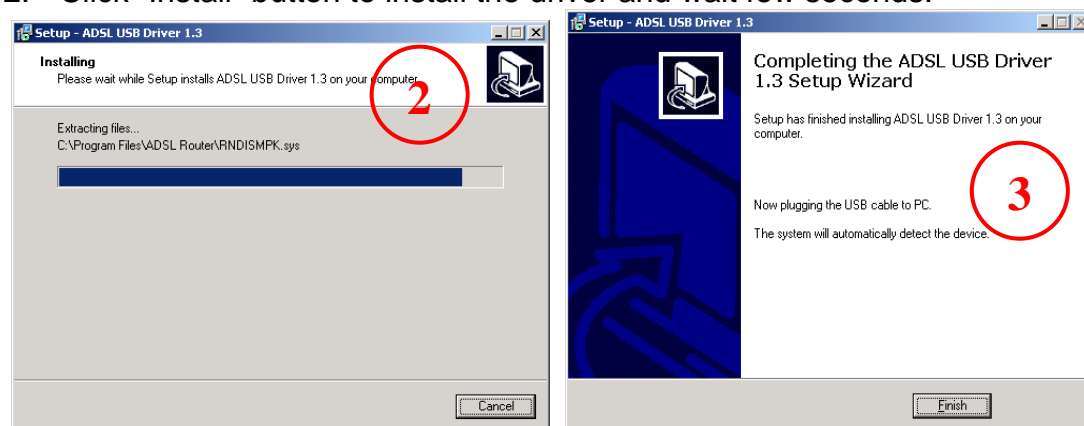 2. Click "Install" button to install the driver and wait few seconds.
Setup - ADSL USB Driver 1.3
Installing
Please wait while Setup installs ADSL USB Driver 1.3 on your computer.
2
Extracting files...
C:\Program Files\ADSL Router\RNDISMPK.sys
Cancel
Setup - ADSL USB Driver 1.3
Completing the ADSL USB Driver
1.3 Setup Wizard
Setup has finished installing ADSL USB Driver 1.3 on your
computer.
3
Now plugging the USB cable to PC.
The system will automatically detect the device.
Finish